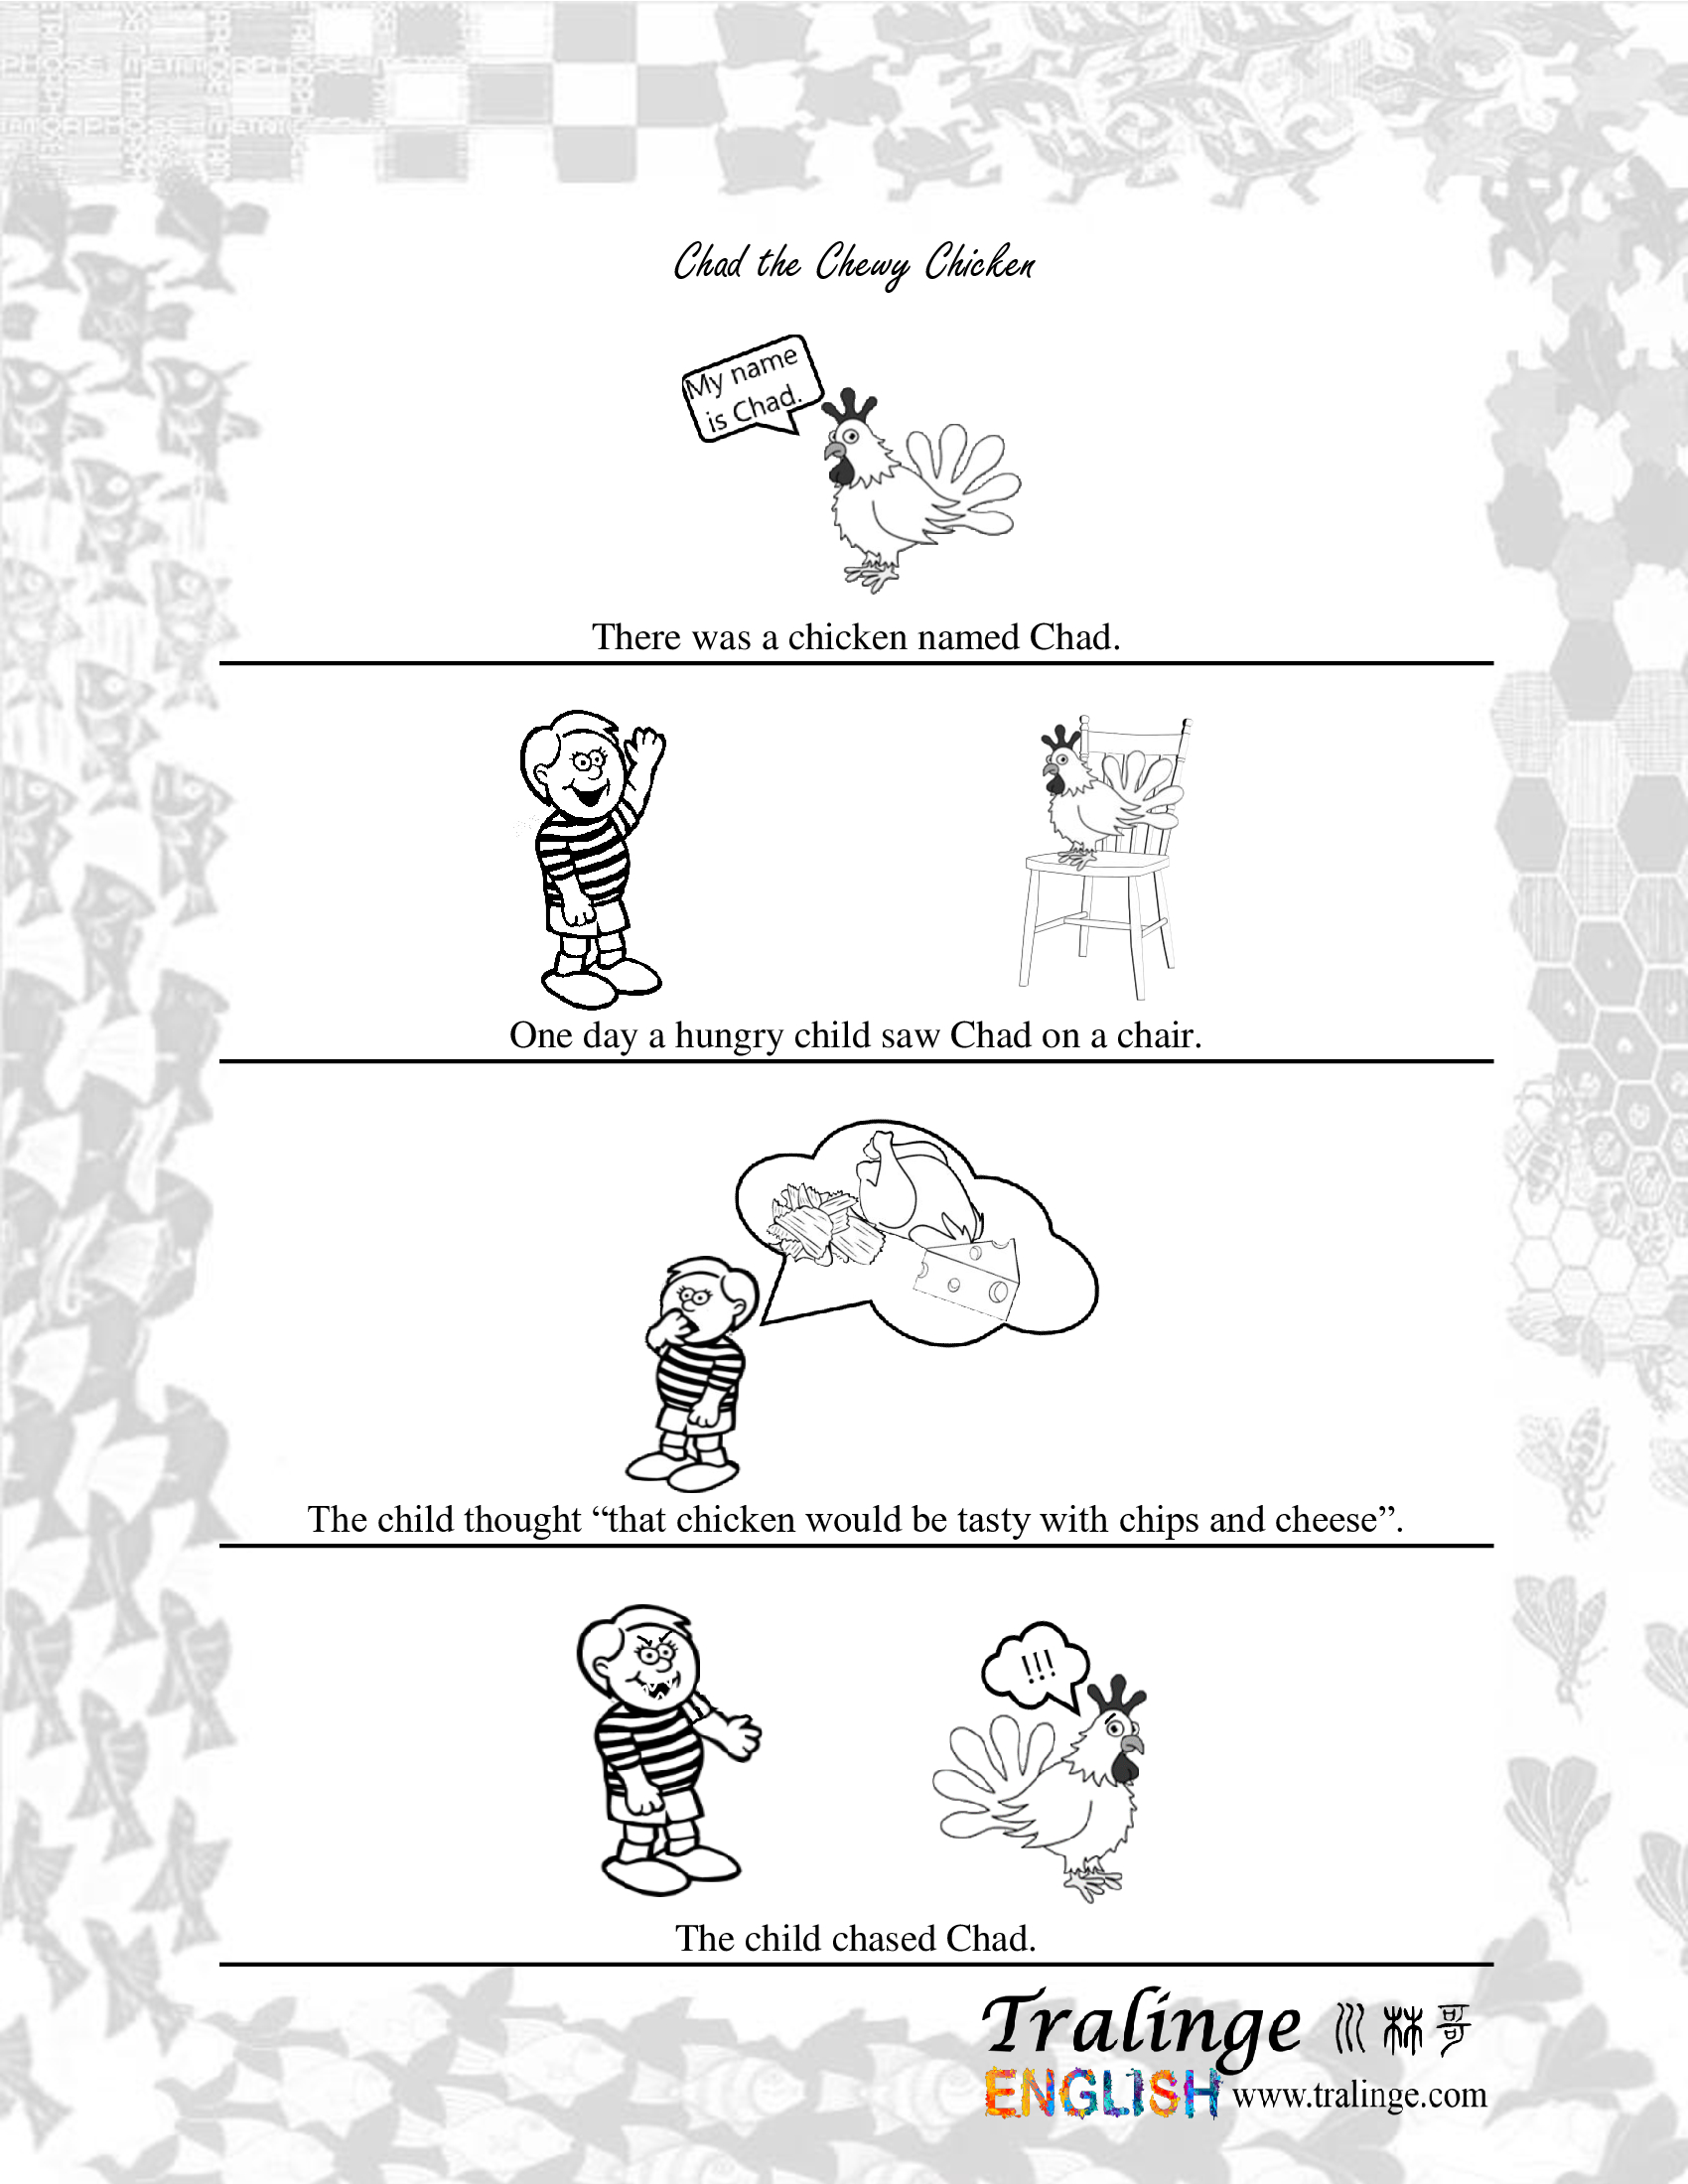 Chad the Chewy Chicken
My name
is Chad.
There was a chicken named Chad.
One day a hungry child saw Chad on a chair.
The child thought “that chicken would be tasty with chips and cheese”.
!!!
The child chased Chad.
Tralinge 川林哥
ENGLISH www.tralinge.com